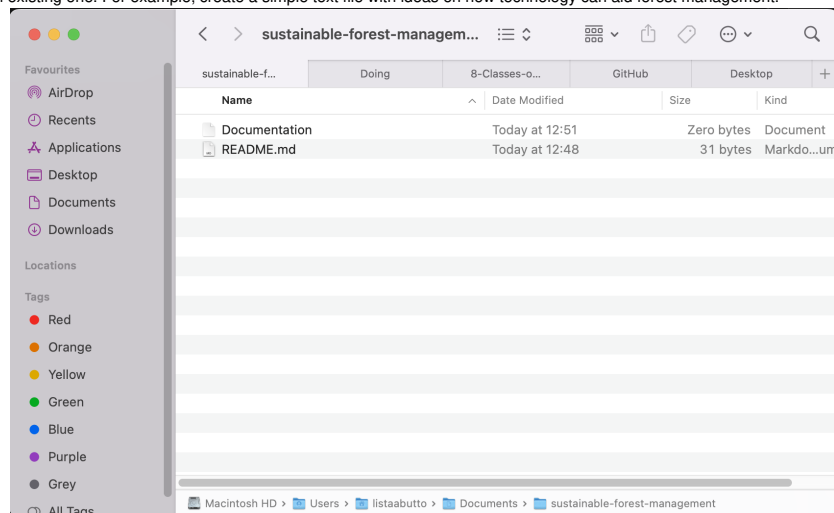 existing one. For example, create a simple text file with ideas on how technology can aid forest management.
sustainable-forest-managem...
sustainable-f...
Doing
8-Classes-o...
GitHub
Desktop
Name
Date Modified
Size
Kind
Documentation
Today at 12:51
Zero bytes
Document
README.md
Today at 12:48
31 bytes
Markdo...um
Favourites
AirDrop
Recents
Applications
Desktop
Documents
Downloads
Locations
Tags
Red
Orange
Yellow
Green
Blue
Purple
Grey
All Tags
Macintosh HD › Users › listaabutto › Documents › sustainable-forest-management